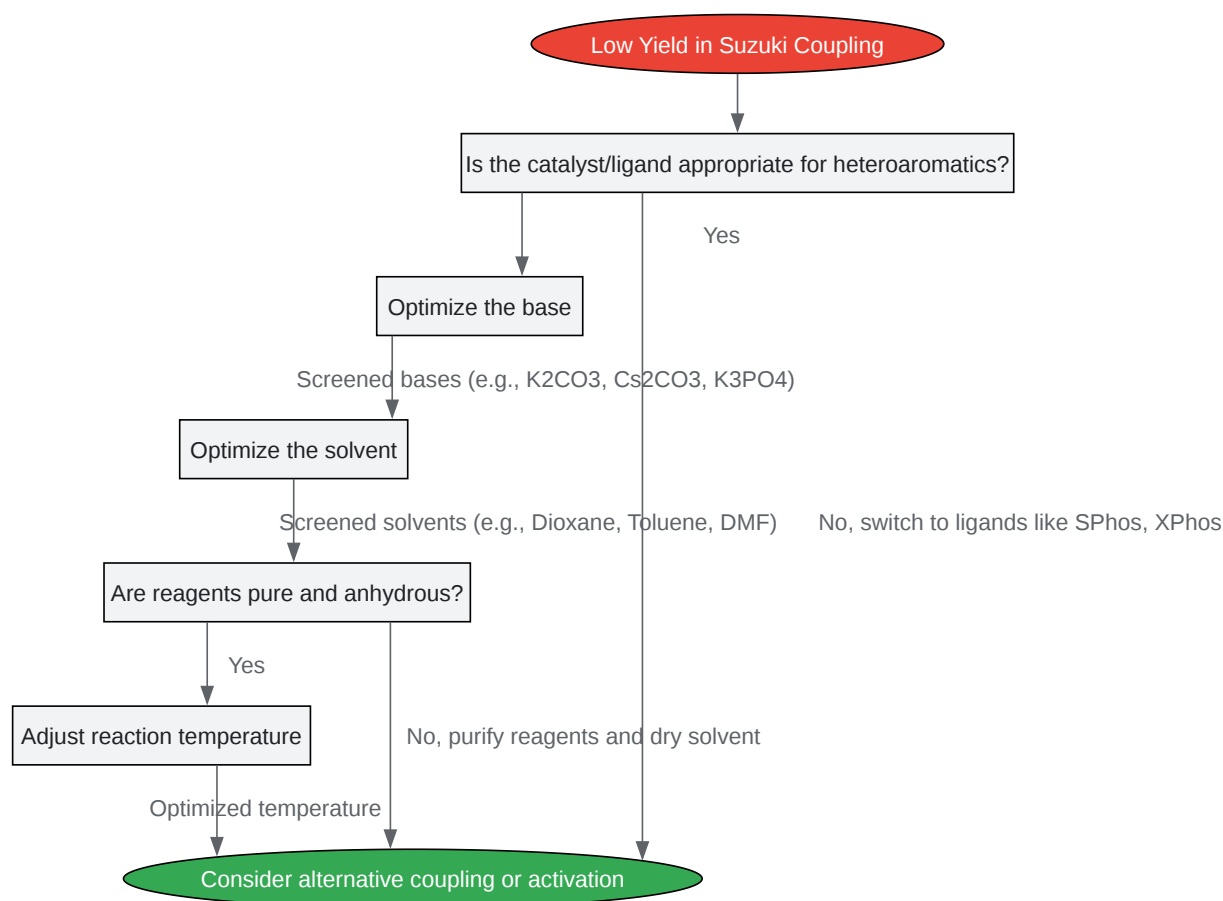 Low Yield in Suzuki Coupling
Is the catalyst/ligand appropriate for heteroaromatics?
Yes
Optimize the base
Screened bases (e.g., K2CO3, Cs2CO3, K3PO4)
Optimize the solvent
Screened solvents (e.g., Dioxane, Toluene, DMF)
No, switch to ligands like SPhos, XPhos
Are reagents pure and anhydrous?
Yes
Adjust reaction temperature
No, purify reagents and dry solvent
Optimized temperature
Consider alternative coupling or activation